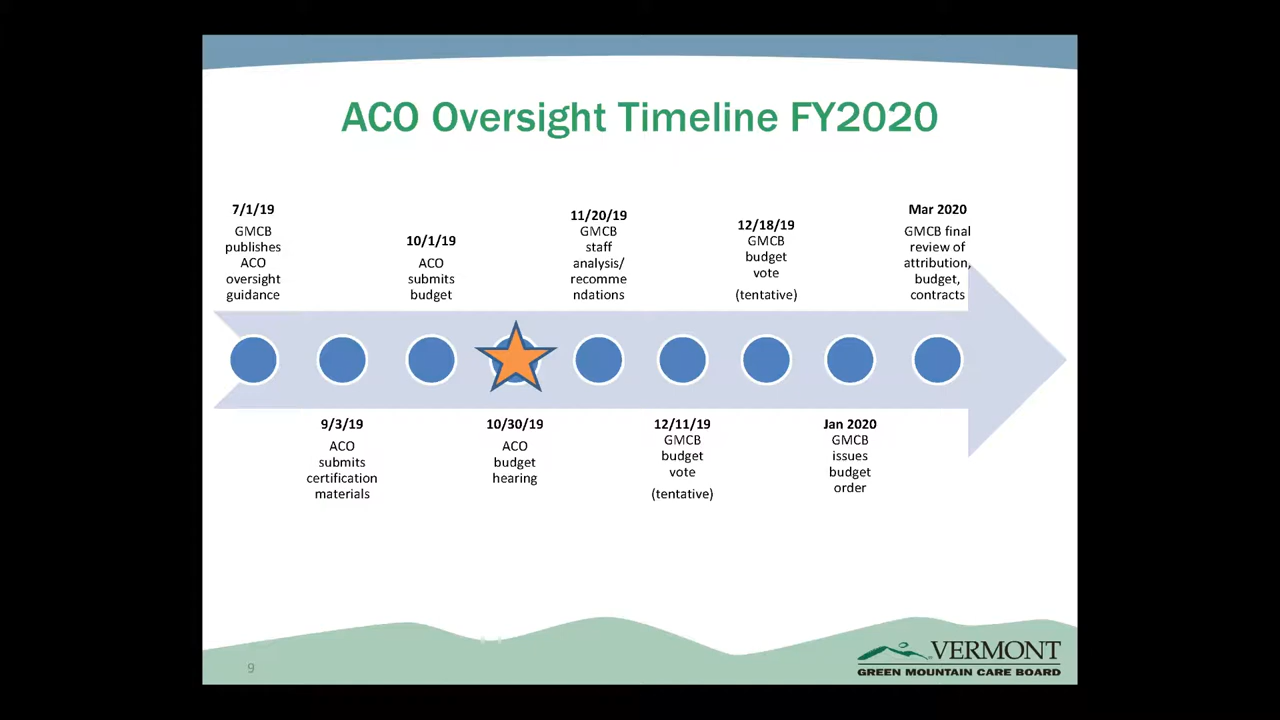 ACO Oversight Timeline FY2020
7/1/19
GMCB
publishes
ACO
oversight
guidance
9/3/19
ACO
submits
certification
materials
10/1/19
ACO
submits
budget
10/30/19
ACO
budget
hearing
11/20/19
GMCB
staff
analysis/
recomme
ndations
12/11/19
GMCB
budget
vote
(tentative)
12/18/19
GMCB
budget
vote
(tentative)
Jan 2020
GMCB
issues
budget
order
Mar 2020
GMCB final
review of
attribution,
budget,
contracts
9
VERMONT
GREEN MOUNTAIN CARE BOARD